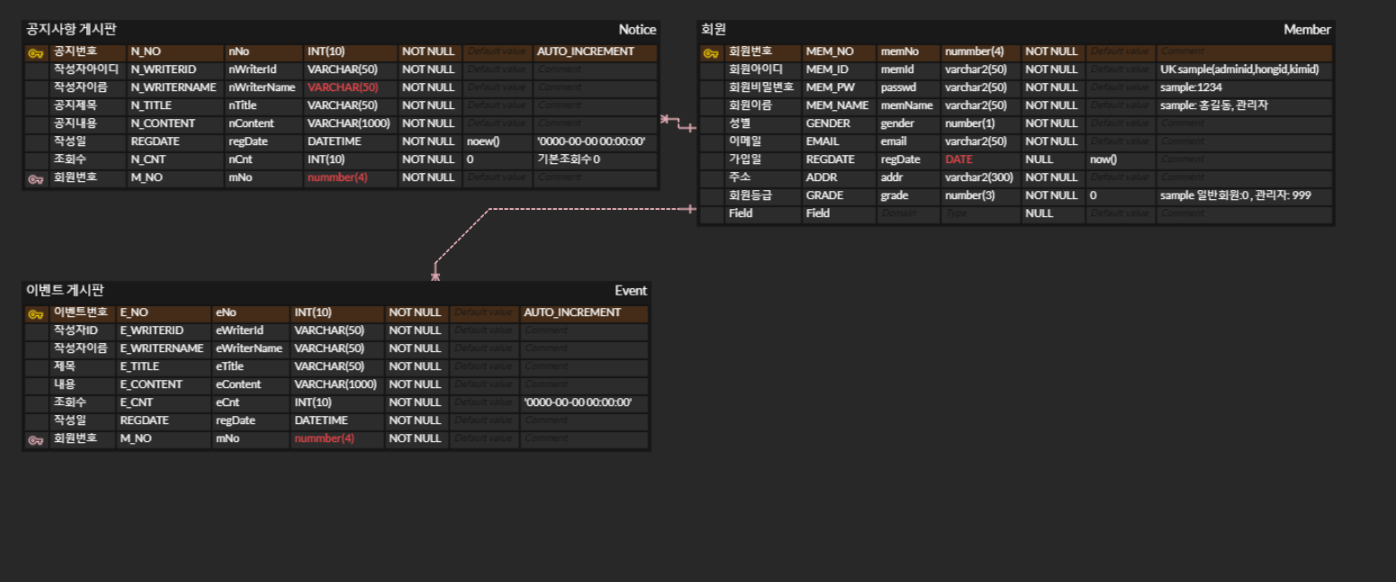 공지사항 게시판 Notice
공지번호 N_NO nNo INT(10) NOT NULL Default value AUTO_INCREMENT
작성자아이디 N_WRITERID nWriterId VARCHAR(50) NOT NULL Default value Comment
작성자이름 N_WRITERNAME nWriterName VARCHAR(50) NOT NULL Default value Comment
공지제목 N_TITLE nTitle VARCHAR(50) NOT NULL Default value Comment
공지내용 N_CONTENT nContent VARCHAR(1000) NOT NULL Default value Comment
작성일 REGDATE regDate DATETIME NOT NULL noew() '0000-00-00 00:00:00'
조회수 N_CNT nCnt INT(10) NOT NULL 0 기본조회수 0
회원번호 M_NO mNo nummber(4) NOT NULL Default value Comment
회원 Member
회원번호 MEM_NO memNo nummber(4) NOT NULL Default value Comment
회원아이디 MEM_ID memId varchar2(50) NOT NULL Default value UK sample(adminid,hongid,kimid)
회원비밀번호 MEM_PW passwd varchar2(50) NOT NULL Default value sample:1234
회원이름 MEM_NAME memName varchar2(50) NOT NULL Default value sample: 홍길동, 관리자
성별 GENDER gender number(1) NOT NULL Default value Comment
이메일 EMAIL email varchar2(50) NOT NULL Default value Comment
가입일 REGDATE regDate DATE NULL now() Comment
주소 ADDR addr varchar2(300) NOT NULL Default value Comment
회원등급 GRADE grade number(3) NOT NULL 0 sample 일반회원:0 , 관리자: 999
Field Field Domain Type NULL Default value Comment
이벤트 게시판 Event
이벤트번호 E_NO eNo INT(10) NOT NULL Default value AUTO_INCREMENT
작성자ID E_WRITERID eWriterId VARCHAR(50) NOT NULL Default value Comment
작성자이름 E_WRITERNAME eWriterName VARCHAR(50) NOT NULL Default value Comment
제목 E_TITLE eTitle VARCHAR(50) NOT NULL Default value Comment
내용 E_CONTENT eContent VARCHAR(1000) NOT NULL Default value Comment
조회수 E_CNT eCnt INT(10) NOT NULL Default value '0000-00-00 00:00:00'
작성일 REGDATE regDate DATETIME NOT NULL Default value Comment
회원번호 M_NO mNo nummber(4) NOT NULL Default value Comment